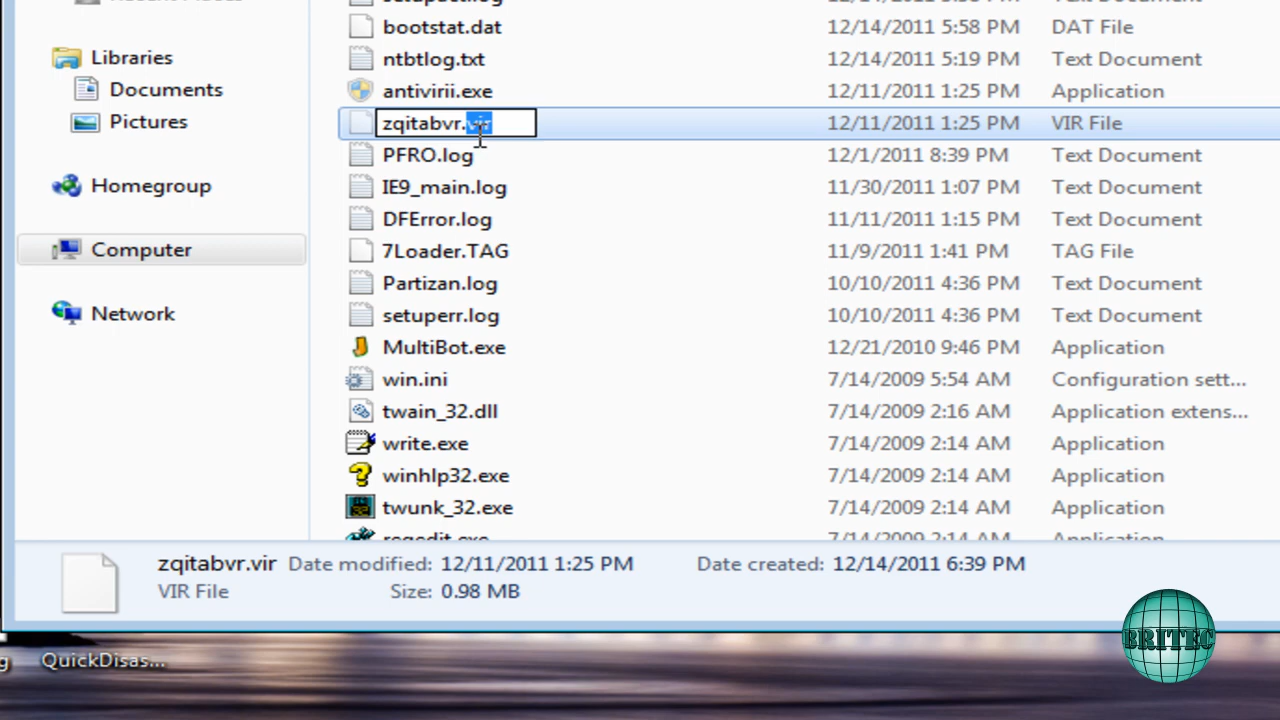 Libraries
Documents
Pictures
Homegroup
Computer
Network
bootstat.dat 12/14/2011 5:58 PM DAT File
ntbtlog.txt 12/14/2011 5:19 PM Text Document
antivirii.exe 12/11/2011 1:25 PM Application
zqitabvr.vir 12/11/2011 1:25 PM VIR File
PFRO.log 12/1/2011 8:39 PM Text Document
IE9_main.log 11/30/2011 1:07 PM Text Document
DFError.log 11/11/2011 1:15 PM Text Document
7Loader.TAG 11/9/2011 1:41 PM TAG File
Partizan.log 10/10/2011 4:36 PM Text Document
setuperr.log 10/10/2011 4:36 PM Text Document
MultiBot.exe 12/21/2010 9:46 PM Application
win.ini 7/14/2009 5:54 AM Configuration sett...
twain_32.dll 7/14/2009 2:16 AM Application extens...
write.exe 7/14/2009 2:14 AM Application
winhlp32.exe 7/14/2009 2:14 AM Application
twunk_32.exe 7/14/2009 2:14 AM Application
zqitabvr.vir Date modified: 12/11/2011 1:25 PM Date created: 12/14/2011 6:39 PM
VIR File Size: 0.98 MB
QuickDisas...
BRITEC